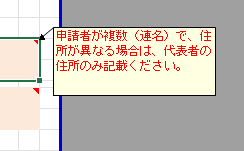 申請者が複数（連名）で、住
所が異なる場合は、代表者の
住所のみ記載ください。